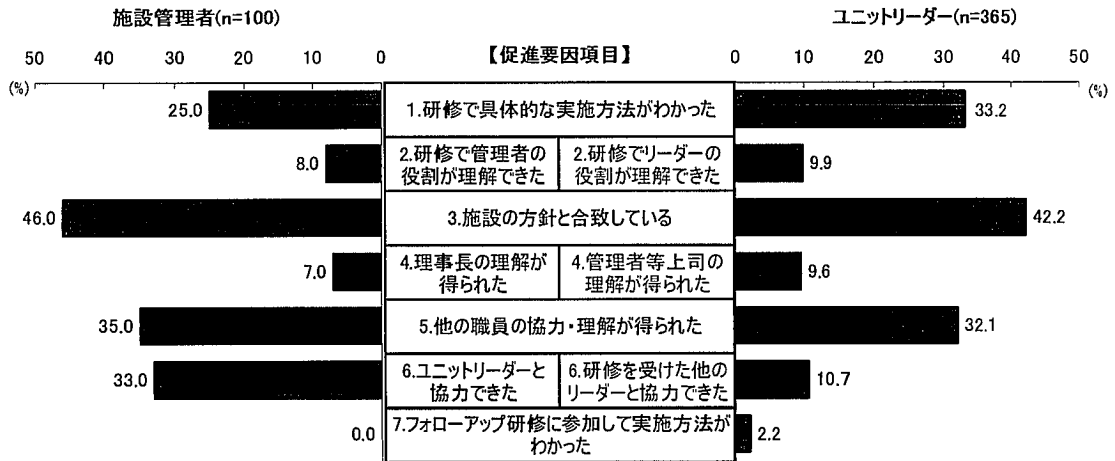 施設管理者(n=100)
ユニットリーダー(n=365)
50 40 30 20 10 0
【促進要因項目】
0 10 20 30 40 50
(%)
(%)
25.0
1.研修で具体的な実施方法がわかった
33.2
8.0
2.研修で管理者の
役割が理解できた
2.研修でリーダーの
役割が理解できた
9.9
46.0
3.施設の方針と合致している
42.2
7.0
4.理事長の理解が
得られた
4.管理者等上司の
理解が得られた
9.6
35.0
5.他の職員の協力・理解が得られた
32.1
33.0
6.ユニットリーダーと
協力できた
6.研修を受けた他の
リーダーと協力できた
10.7
0.0
7.フォローアップ研修に参加して実施方法が
わかった
2.2